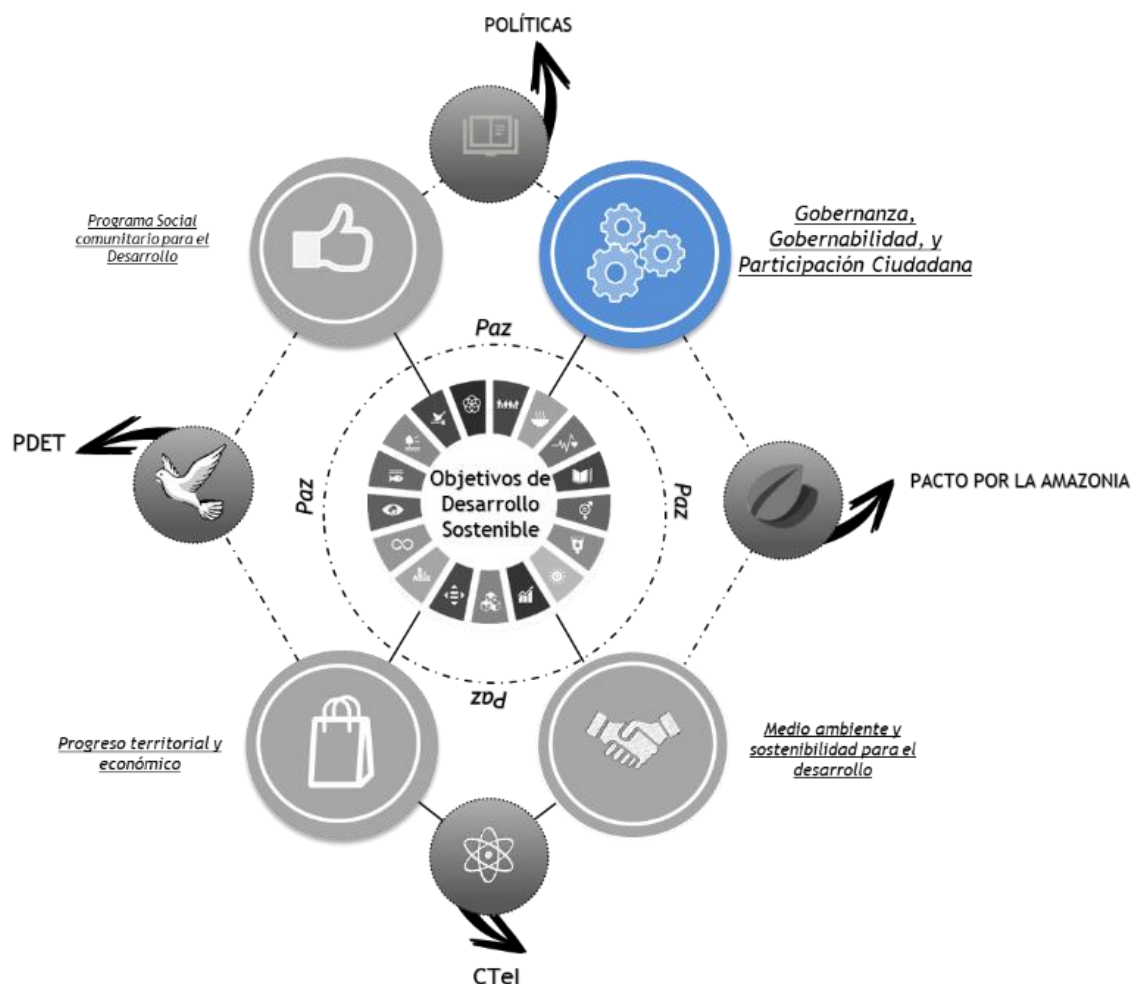 POLÍTICAS
Programa Social
comunitario para el
Desarrollo
Gobernanza,
Gobernabilidad, y
Participación Ciudadana
Paz
PDET
Paz
Objetivos de
Desarrollo
Sostenible
Paz
PACTO POR LA AMAZONIA
Paz
Progreso territorial y
económico
Medio ambiente y
sostenibilidad para el
desarrollo
CTeI